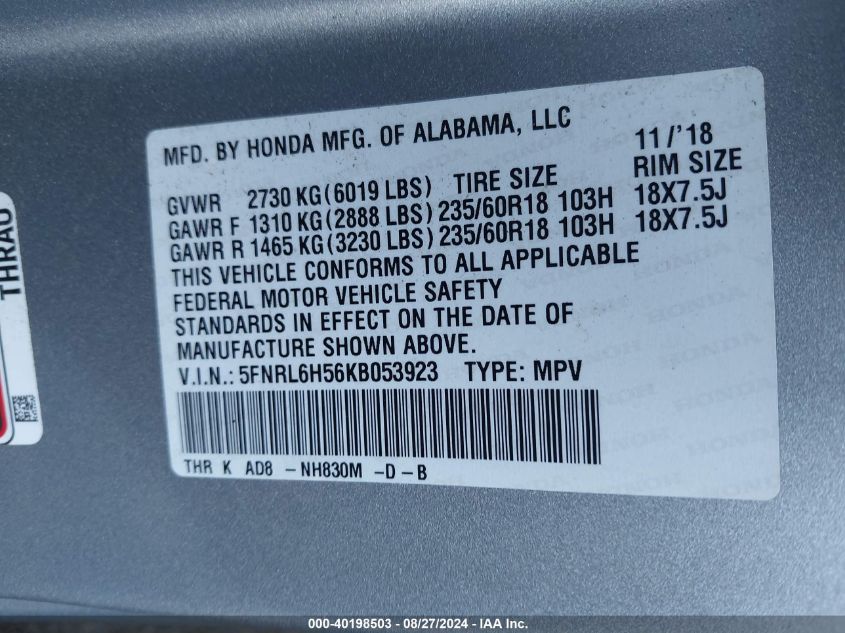 MFD. BY HONDA MFG. OF ALABAMA, LLC 11/'18
GVWR 2730 KG(6019 LBS) TIRE SIZE RIM SIZE
GAWR F 1310 KG(2888 LBS) 235/60R18 103H 18X7.5J
GAWR R 1465 KG(3230 LBS) 235/60R18 103H 18X7.5J
THIS VEHICLE CONFORMS TO ALL APPLICABLE
FEDERAL MOTOR VEHICLE SAFETY
STANDARDS IN EFFECT ON THE DATE OF
MANUFACTURE SHOWN ABOVE.
V.I.N.: 5FNRL6H56KB053923 TYPE: MPV
THR K AD8 -NH830M -D-B
THRAU
000-40198503 / 08/27/2024 - IAA Inc.